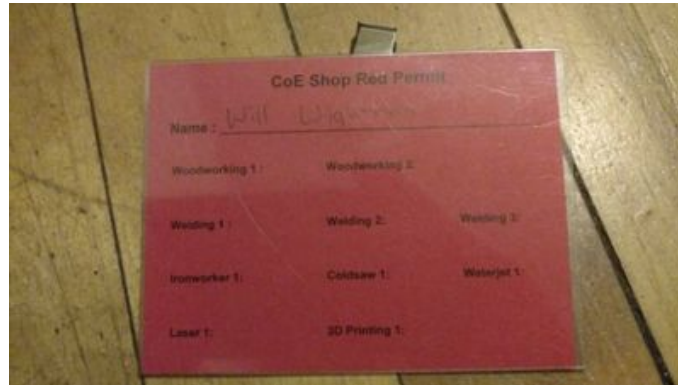 CoE Shop Red Permit
Name : Will
Woodworking 1: Woodworking 2:
Welding 1: Welding 2: Welding 3:
Ironworker 1: Coldsaw 1: Waterjet 1:
Laser 1: 3D Printing 1: